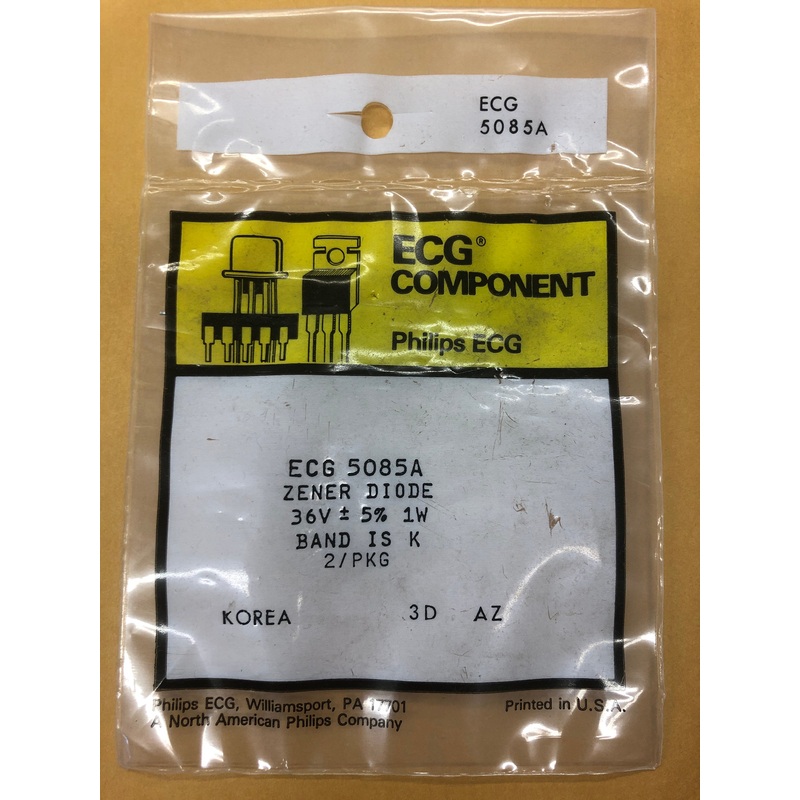 ECG
5085A
ECG®
COMPONENT
Philips ECG
ECG 5085A
ZENER DIODE
36V ± 5% 1W
BAND IS K
2/PKG
KOREA 3D AZ
Philips ECG, Williamsport, PA 17701 Printed in U.S.A.
A North American Philips Company